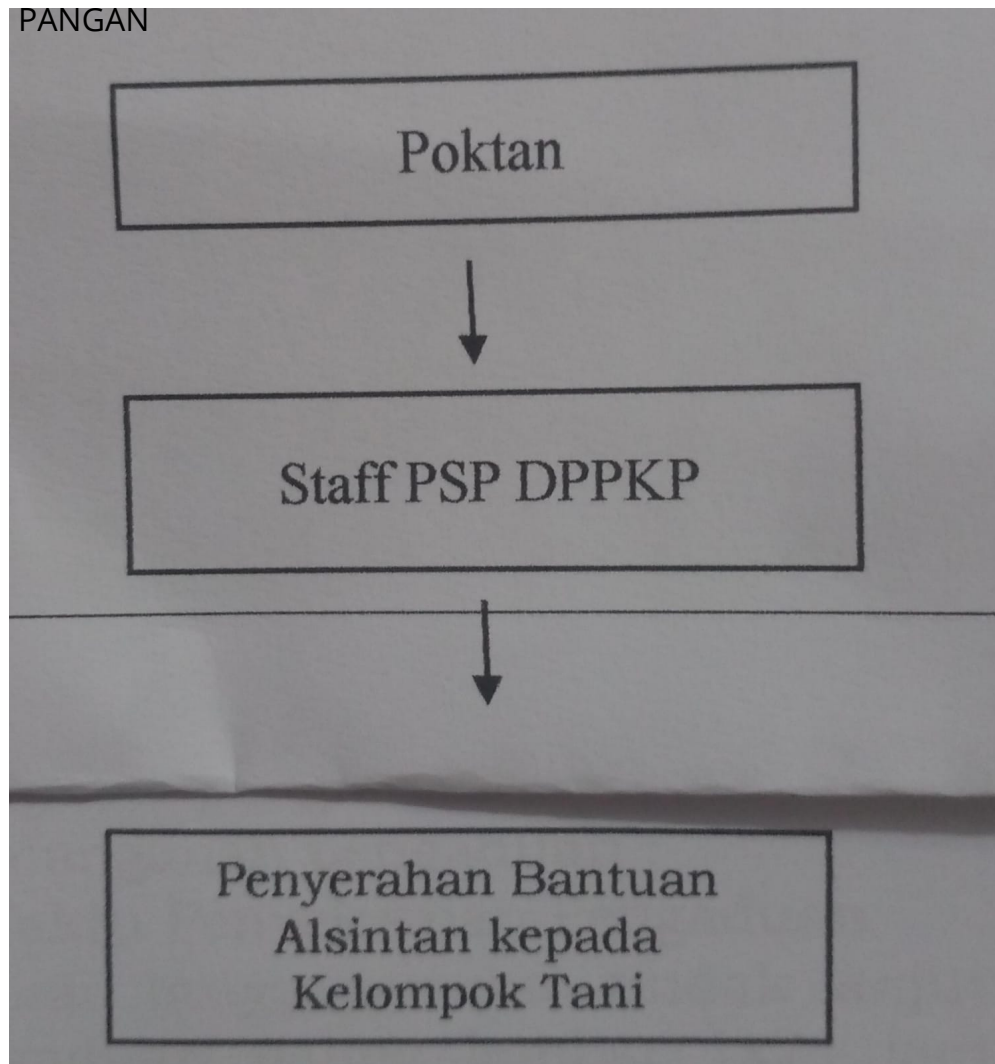 PANGAN
Poktan
Staff PSP DPPKP
Penyerahan Bantuan
Alsintan kepada
Kelompok Tani